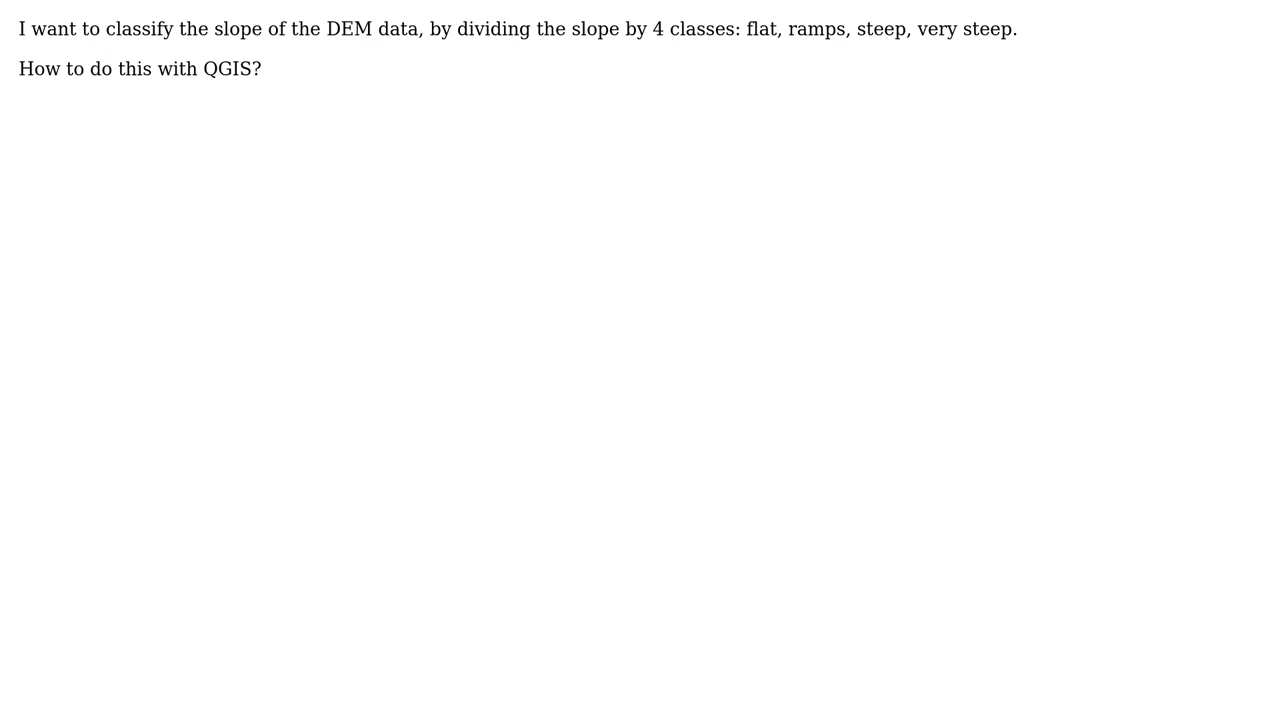 I want to classify the slope of the DEM data, by dividing the slope by 4 classes: flat, ramps, steep, very steep.
How to do this with QGIS?